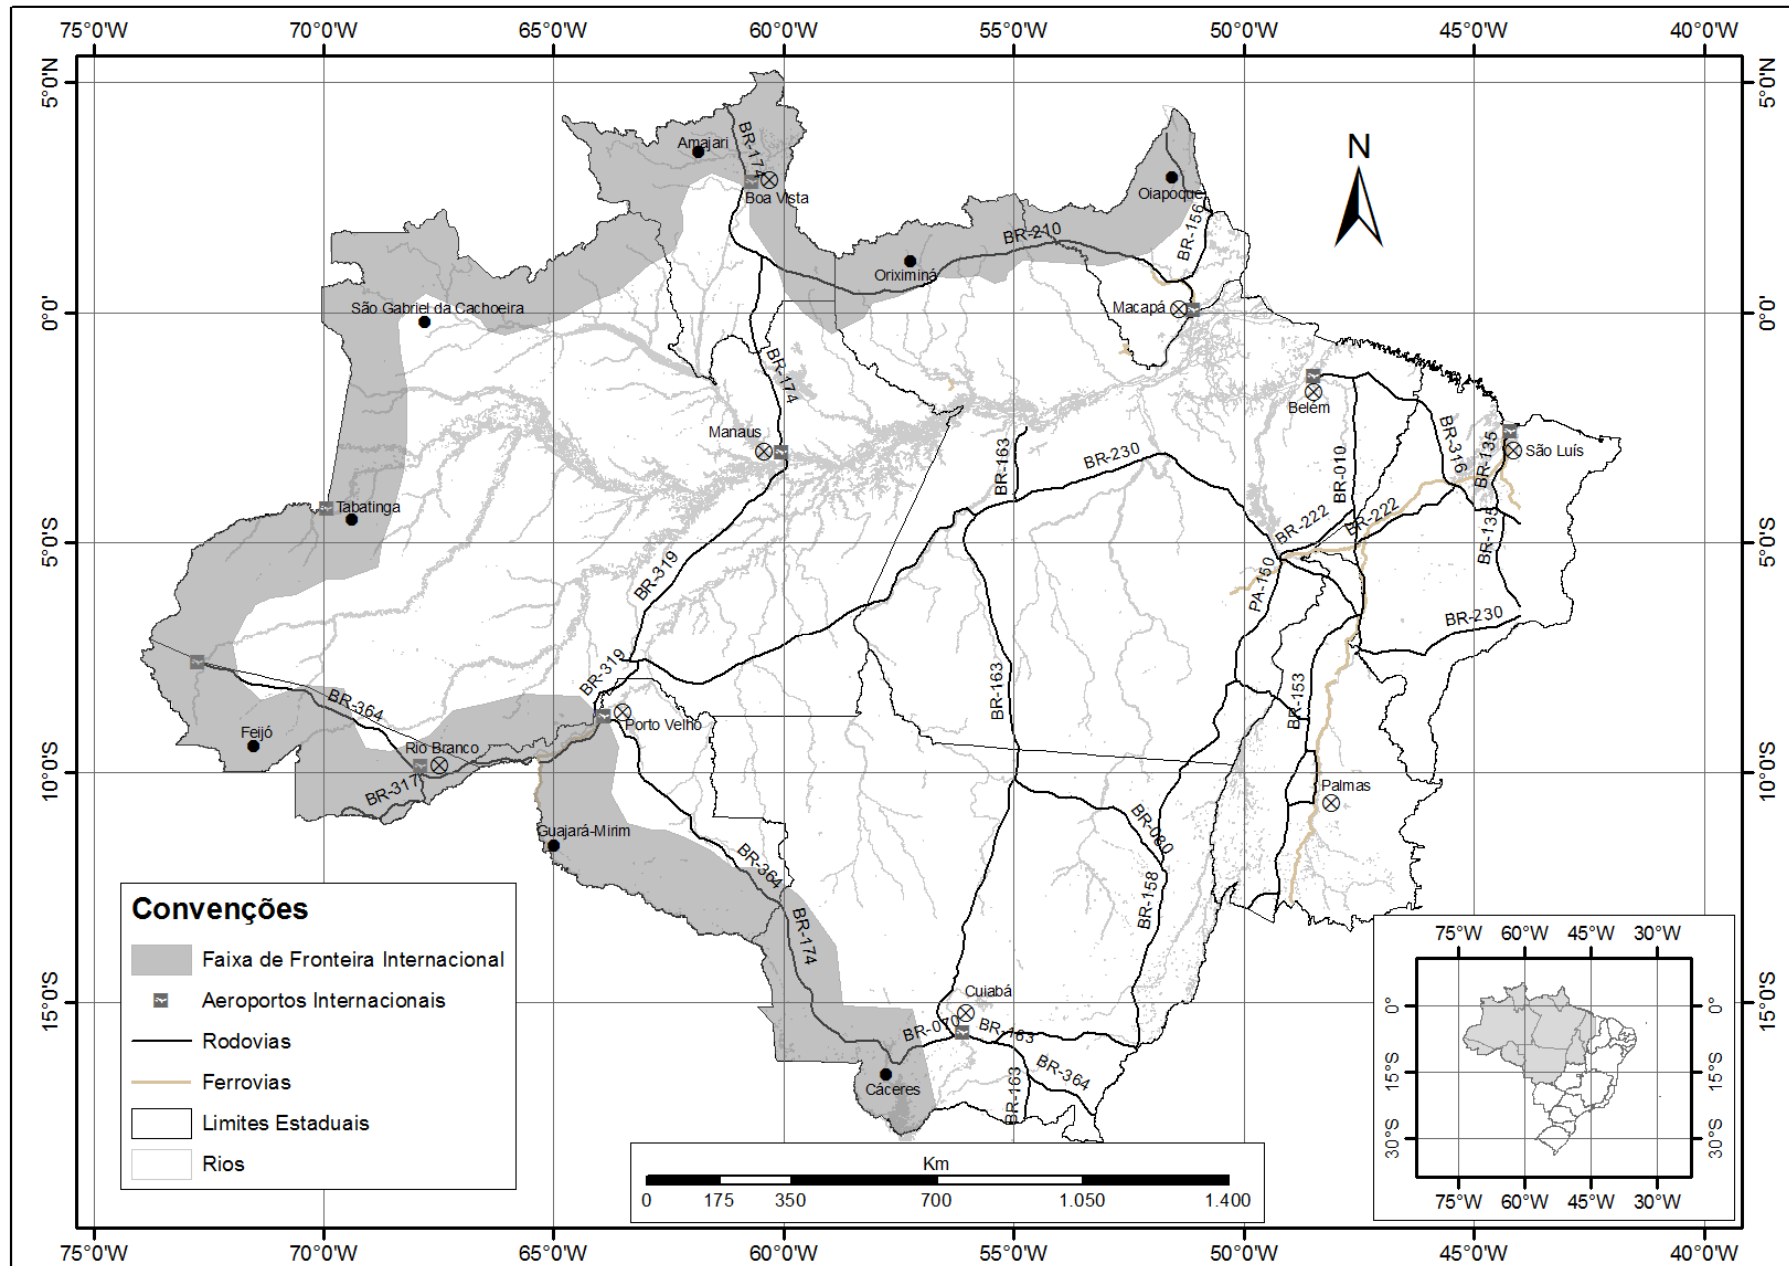 75°W 70°W 65°W 60°W 55°W 50°W 45°W 40°W
5°0'N 5°0'N
N
Amajari
BR-174
Boa Vista
Oiapoque
BR-156
BR-210
Oriximiná
São Gabriel da Cachoeira
Macapá
0°0' 0°0'
BR-174
Belém
Manaus
BR-163
BR-230
BR-010
BR-316
BR-135
São Luís
Tabatinga
BR-222
BR-222
BR-135
5°0'S 5°0'S
BR-319
PA-150
BR-230
BR-319
BR-163
BR-153
BR-364
Feijó
Rio Branco
Porto Velho
BR-317
10°0'S 10°0'S
Palmas
Guajará-Mirim
BR-080
BR-364
BR-158
BR-174
Cuiabá
15°0'S 15°0'S
BR-070
BR-163
BR-364
BR-163
Cáceres
Convenções
Faixa de Fronteira Internacional
Aeroportos Internacionais
Rodovias
Ferrovias
Limites Estaduais
Rios
Km
0 175 350 700 1.050 1.400
75°W 60°W 45°W 30°W
0° 0°
15°S 15°S
30°S 30°S
75°W 60°W 45°W 30°W
75°0'W 70°0'W 65°0'W 60°0'W 55°0'W 50°0'W 45°0'W 40°0'W